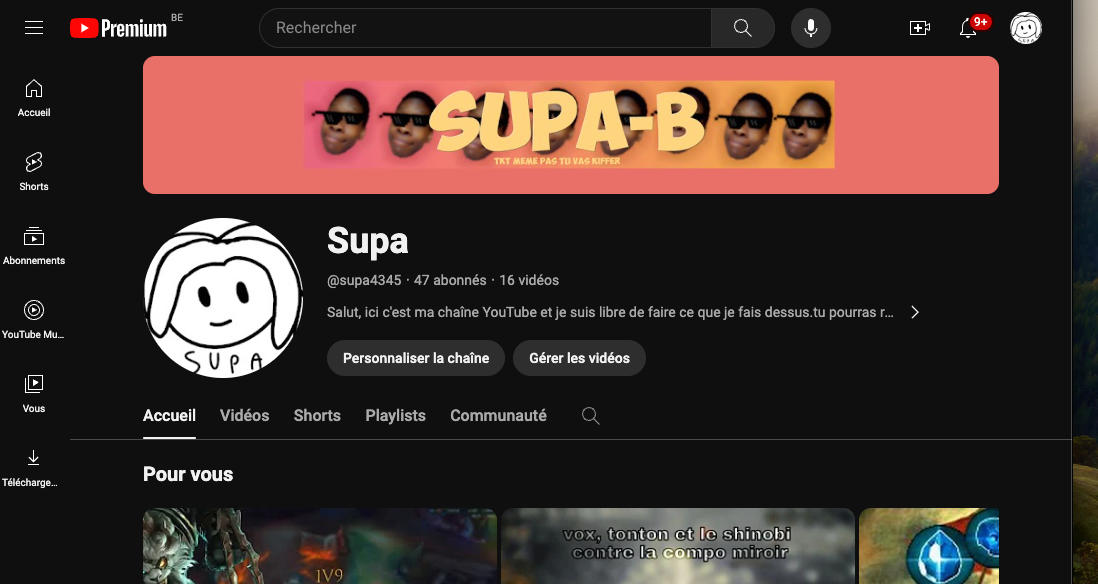 Premium BE
Rechercher
9+
SUPA
Accueil
Shorts
Abonnements
YouTube Mu...
Vous
Télécharge...
SUPA-B
TKT MEME PAS TU VAS KIFFER
SUPA
Supa
@supa4345 · 47 abonnés · 16 vidéos
Salut, ici c'est ma chaîne YouTube et je suis libre de faire ce que je fais dessus.tu pourras r...
Personnaliser la chaîne
Gérer les vidéos
Accueil Vidéos Shorts Playlists Communauté
Pour vous
1V9
vox, tonton et le shinobi
contre la compo miroir